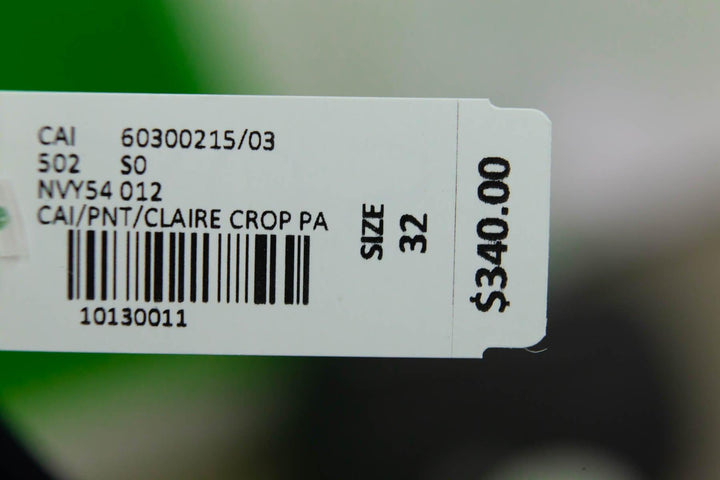 CAI 60300215/03
502 S0
NVY54 012
CAI/PNT/CLAIRE CROP PA
10130011
SIZE
32
$340.00